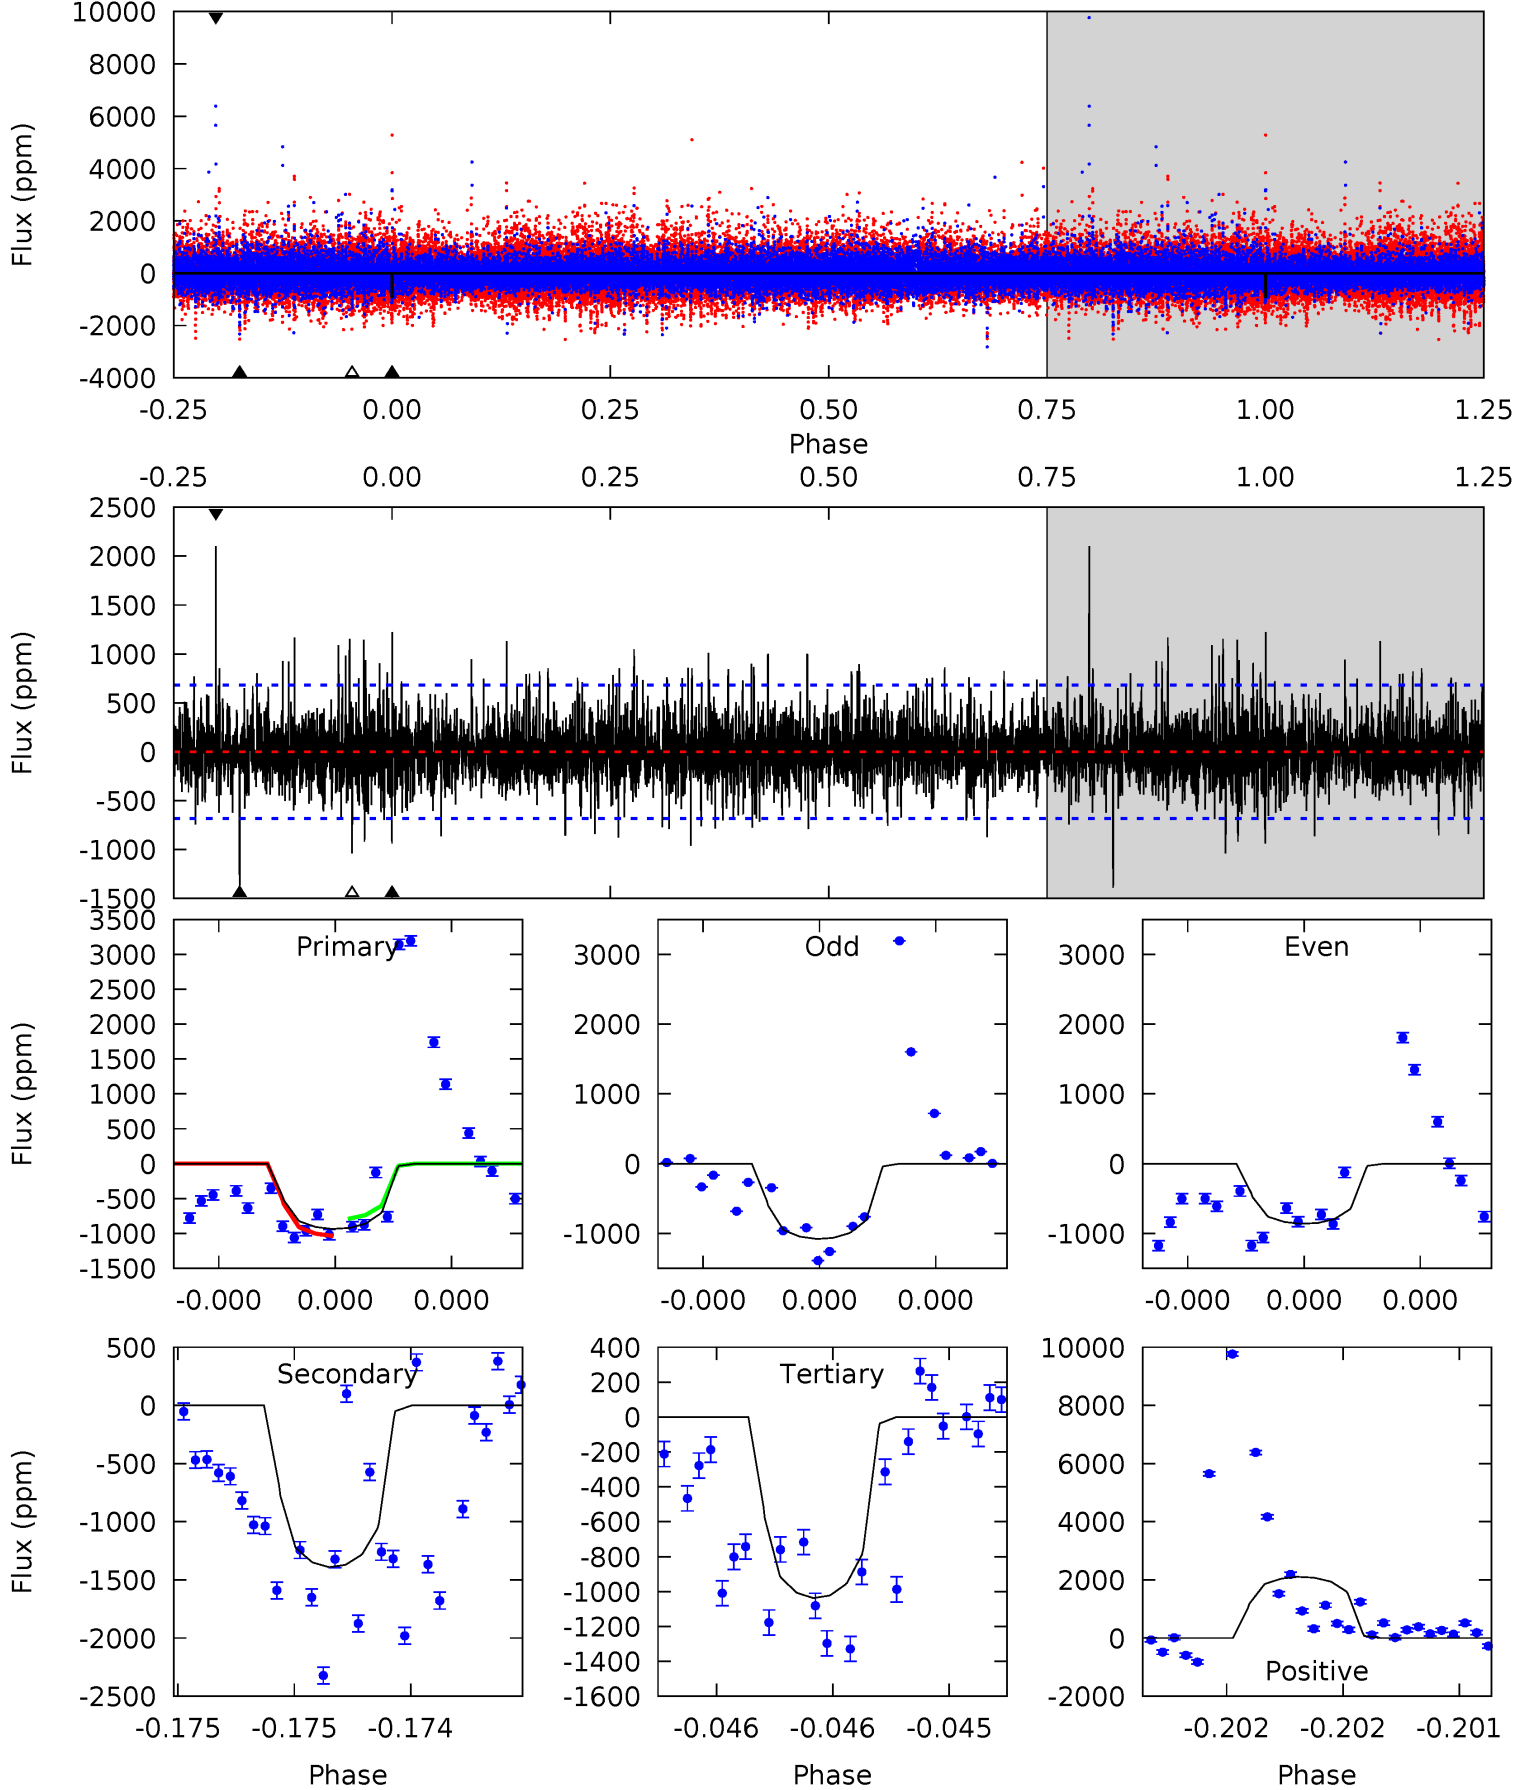 10000
8000
6000
4000
2000
0
-2000
-4000
Flux (ppm)
-0.25 0.00 0.25 0.50 0.75 1.00 1.25
Phase
-0.25 0.00 0.25 0.50 0.75 1.00 1.25
2500
2000
1500
1000
500
0
-500
-1000
-1500
Flux (ppm)
Primary
3500
3000
2500
2000
1500
1000
500
0
-500
-1000
-1500
Flux (ppm)
-0.000 0.000 0.000
Odd
3000
2000
1000
0
-1000
-0.000 0.000 0.000
Even
3000
2000
1000
0
-1000
-0.000 0.000 0.000
Secondary
500
0
-500
-1000
-1500
-2000
-2500
Flux (ppm)
-0.175 -0.175 -0.174
Phase
Tertiary
400
200
0
-200
-400
-600
-800
-1000
-1200
-1400
-1600
-0.046 -0.046 -0.045
Phase
10000
8000
6000
4000
2000
0
-2000
Positive
-0.202 -0.202 -0.201
Phase